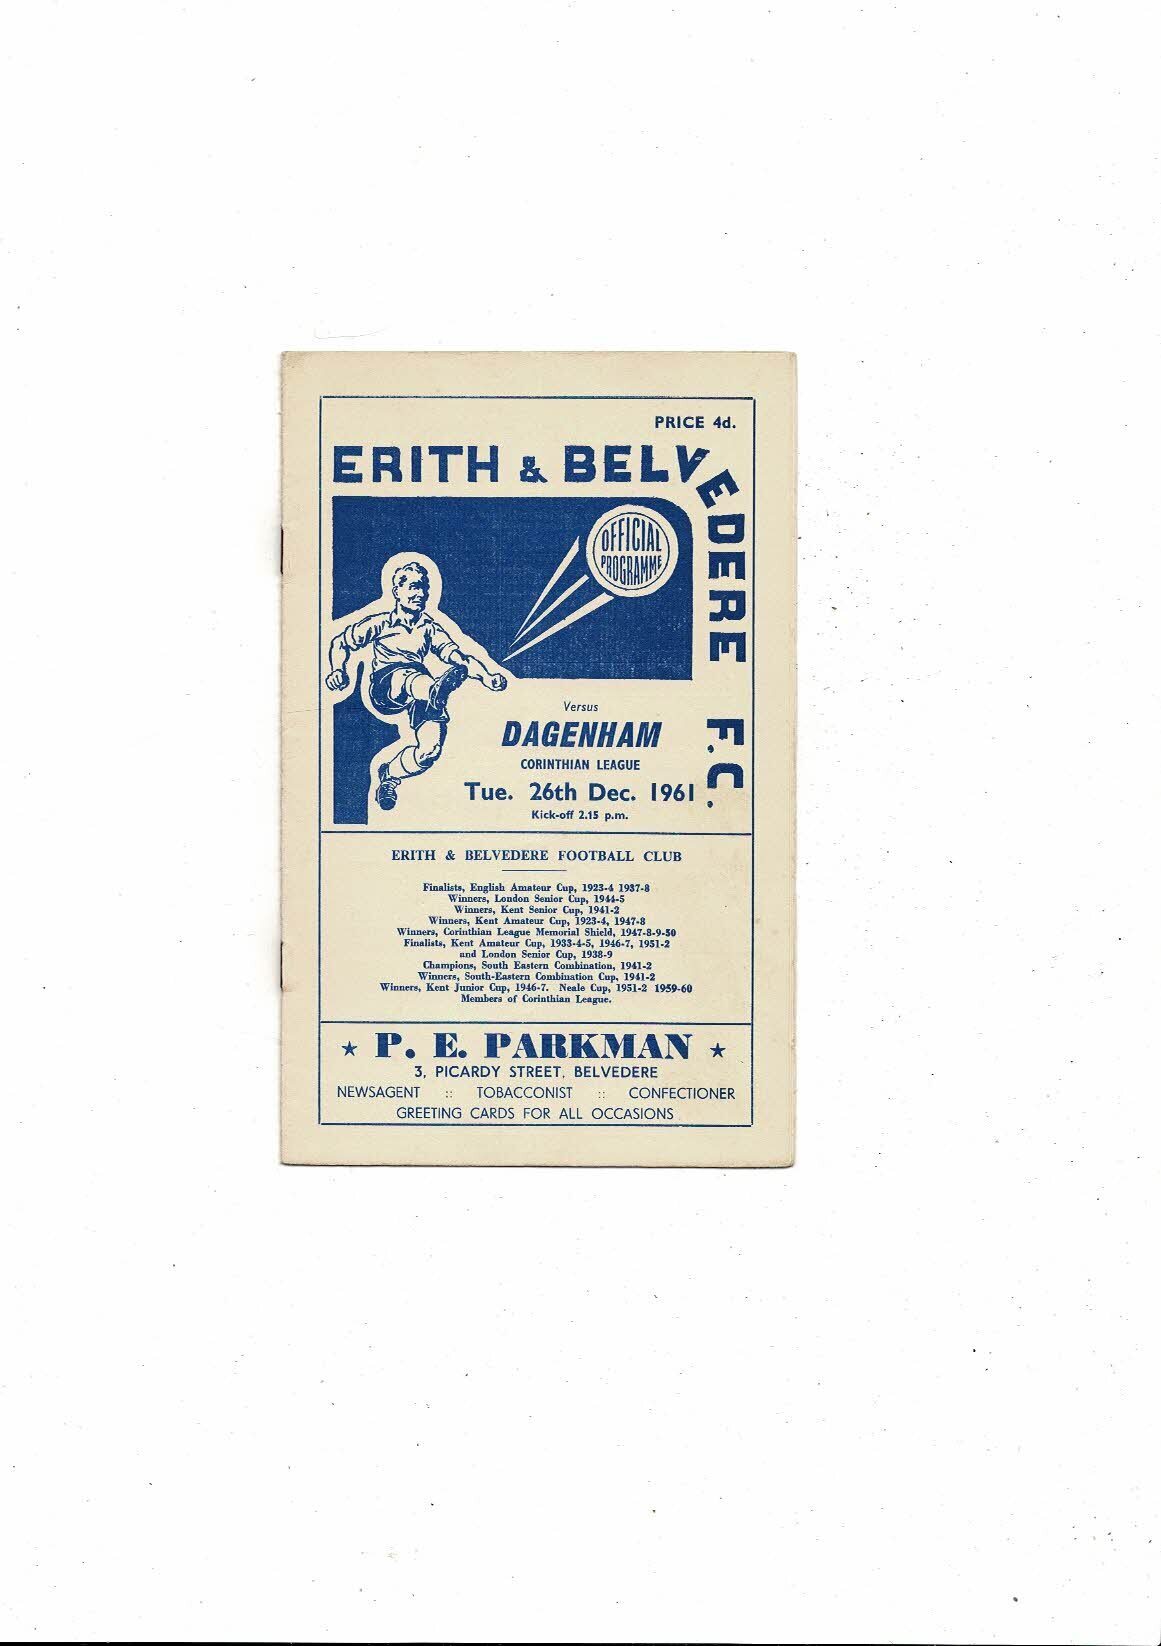 PRICE 4d.
ERITH & BELVEDERE F.C.
OFFICIAL
PROGRAMME
Versus
DAGENHAM
CORINTHIAN LEAGUE
Tue. 26th Dec. 1961
Kick-off 2.15 p.m.
ERITH & BELVEDERE FOOTBALL CLUB
Finalists, English Amateur Cup, 1923-4 1937-8
Winners, London Senior Cup, 1944-5
Winners, Kent Senior Cup, 1941-2
Winners, Kent Amateur Cup, 1923-4, 1947-8
Winners, Corinthian League Memorial Shield, 1947-8-9-50
Finalists, Kent Amateur Cup, 1933-4-5, 1946-7, 1951-2
and London Senior Cup, 1938-9
Champions, South Eastern Combination, 1941-2
Winners, South-Eastern Combination Cup, 1941-2
Winners, Kent Junior Cup, 1946-7. Neale Cup, 1951-2 1959-60
Members of Corinthian League.
★ P. E. PARKMAN ★
3, PICARDY STREET, BELVEDERE
NEWSAGENT :: TOBACCONIST :: CONFECTIONER
GREETING CARDS FOR ALL OCCASIONS